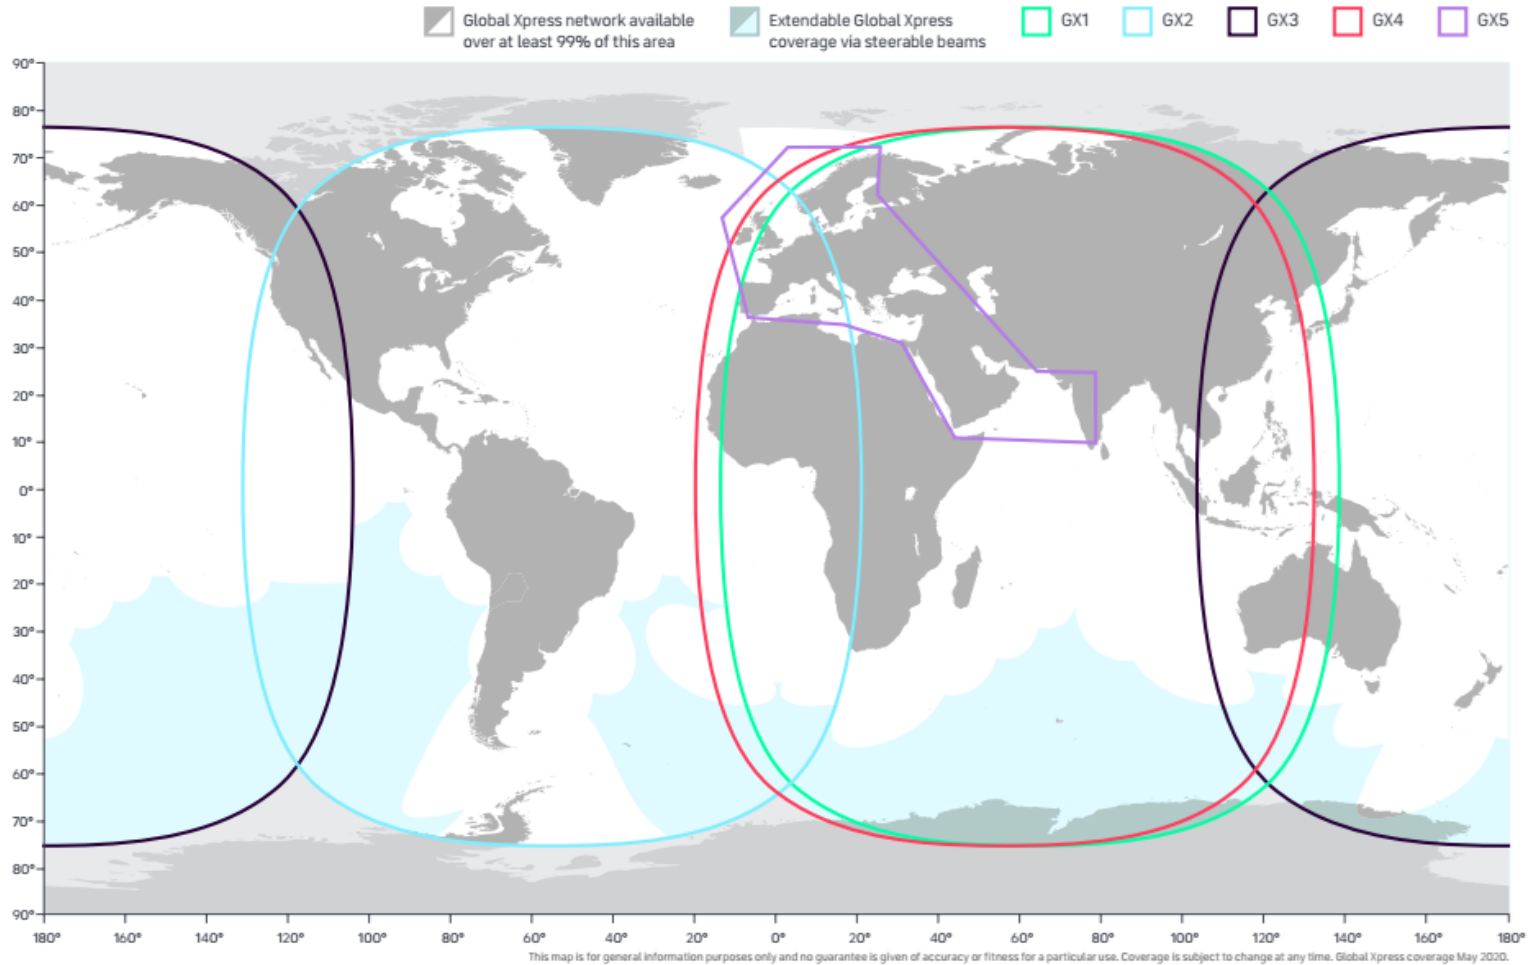 Global Xpress network available
over at least 99% of this area
Extendable Global Xpress
coverage via steerable beams
GX1
GX2
GX3
GX4
GX5
90°
80°
70°
60°
50°
40°
30°
20°
10°
0°
10°
20°
30°
40°
50°
60°
70°
80°
90°
180° 160° 140° 120° 100° 80° 60° 40° 20° 0° 20° 40° 60° 80° 100° 120° 140° 160° 180°
This map is for general information purposes only and no guarantee is given of accuracy or fitness for a particular use. Coverage is subject to change at any time. Global Xpress coverage May 2020.